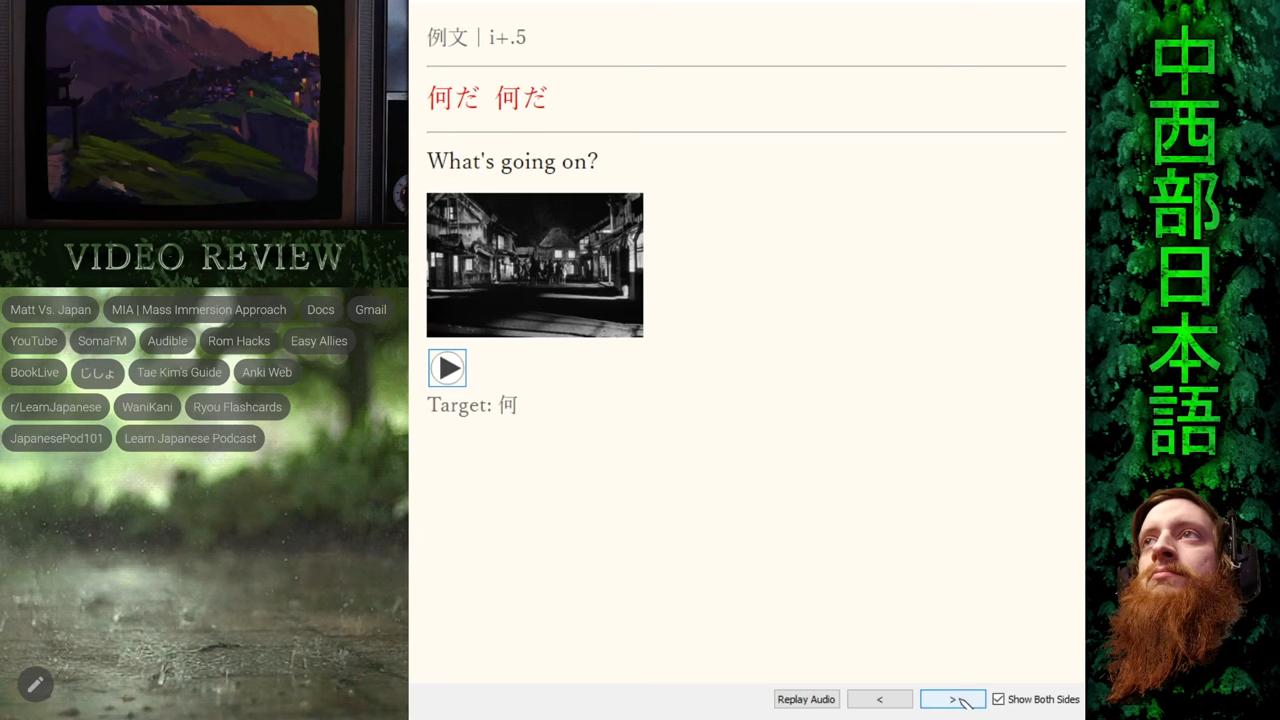 例文 | i+.5
何だ 何だ
What's going on?
Target: 何
VIDEO REVIEW
Matt Vs. Japan
MIA | Mass Immersion Approach
Docs
Gmail
YouTube
SomaFM
Audible
Rom Hacks
Easy Allies
BookLive
じしょ
Tae Kim's Guide
Anki Web
r/LearnJapanese
WaniKani
Ryou Flashcards
JapanesePod101
Learn Japanese Podcast
Replay Audio
<
>
Show Both Sides
中西部日本語